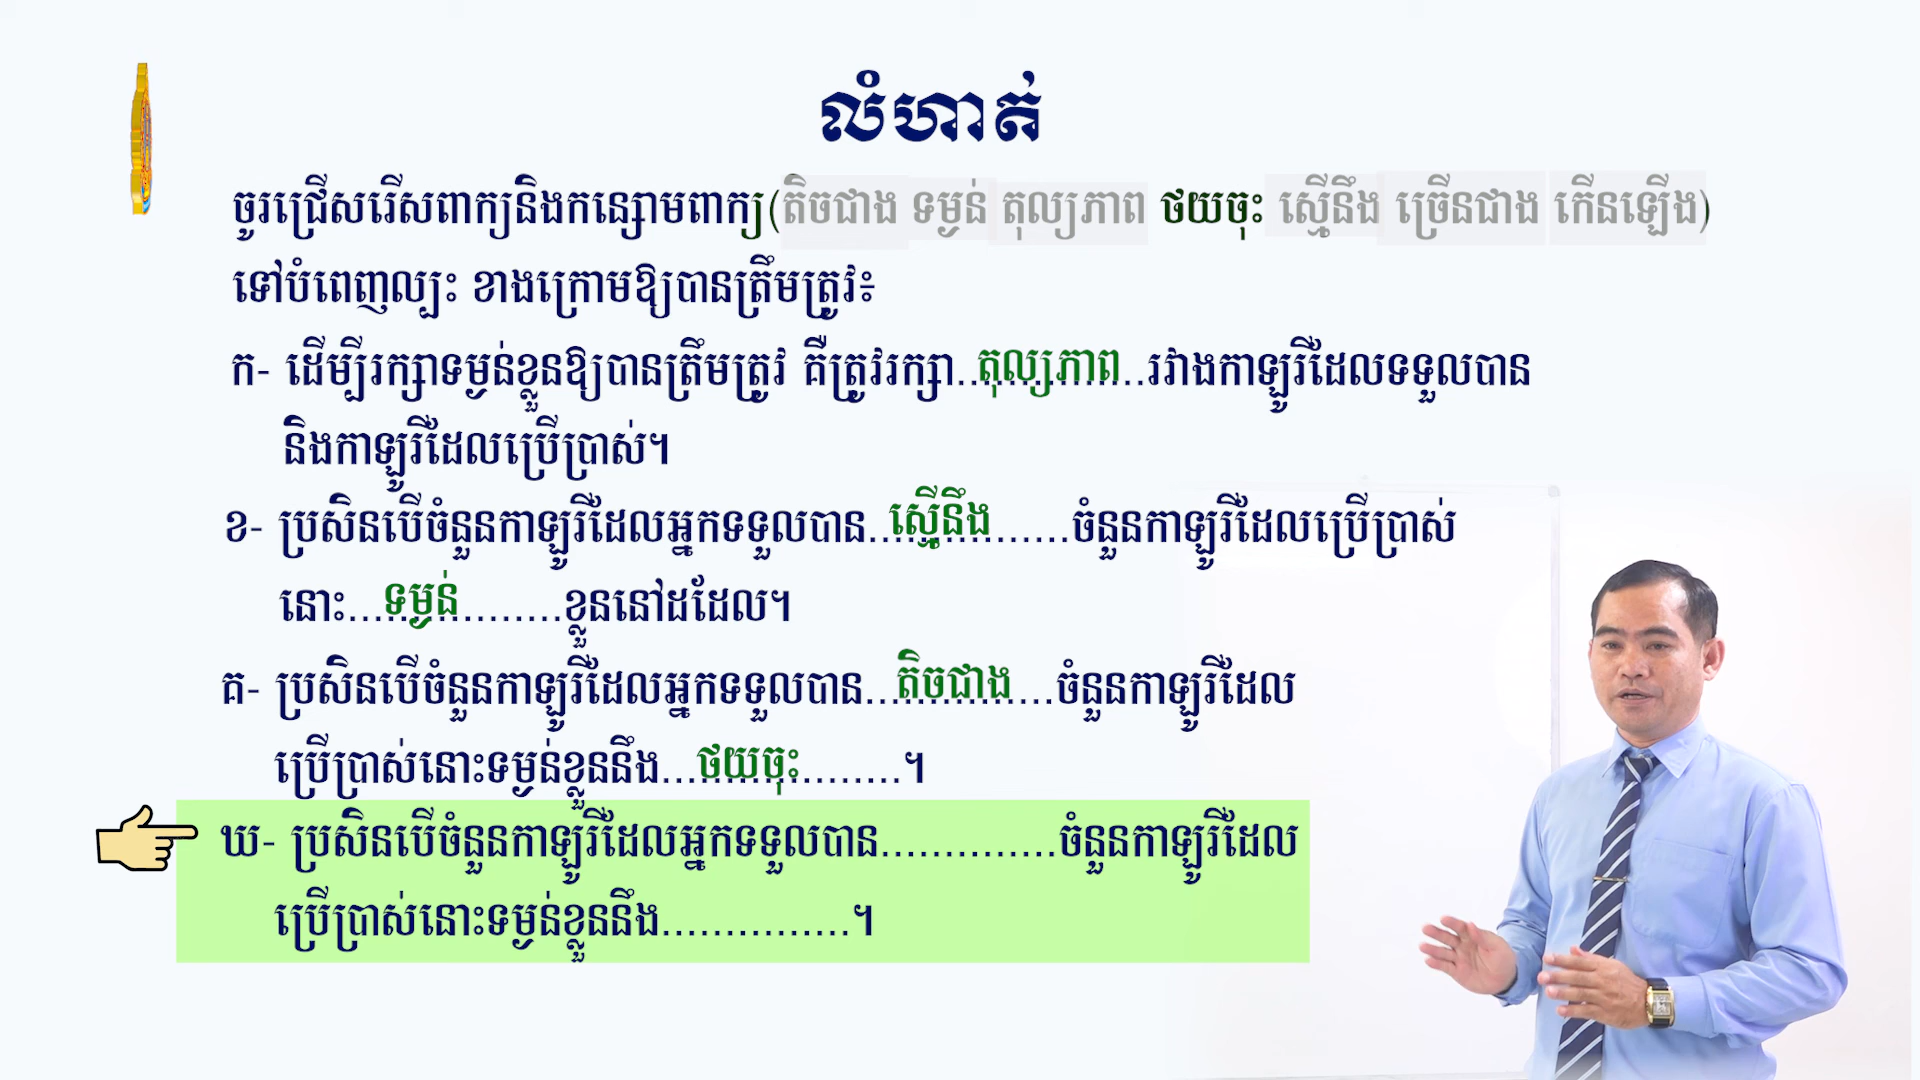 លំហាត់
ចូរជ្រើសរើសពាក្យនិងកន្សោមពាក្យ(តិចជាង ទម្ងន់ តុល្យភាព ថយចុះ ស្មើនឹង ច្រើនជាង កើនឡើង)
ទៅបំពេញល្បះ ខាងក្រោមឱ្យបានត្រឹមត្រូវ៖
ក- ដើម្បីរក្សាទម្ងន់ខ្លួនឱ្យបានត្រឹមត្រូវ គឺត្រូវរក្សា..តុល្យភាព..រវាងកាឡូរីដែលទទួលបាន
និងកាឡូរីដែលប្រើប្រាស់។
ខ- ប្រសិនបើចំនួនកាឡូរីដែលអ្នកទទួលបាន..ស្មើនឹង......ចំនួនកាឡូរីដែលប្រើប្រាស់
នោះ...ទម្ងន់........ខ្លួននៅដដែល។
គ- ប្រសិនបើចំនួនកាឡូរីដែលអ្នកទទួលបាន...តិចជាង...ចំនួនកាឡូរីដែល
ប្រើប្រាស់នោះទម្ងន់ខ្លួននឹង...ថយចុះ........។
ឃ- ប្រសិនបើចំនួនកាឡូរីដែលអ្នកទទួលបាន..............ចំនួនកាឡូរីដែល
ប្រើប្រាស់នោះទម្ងន់ខ្លួននឹង...............។